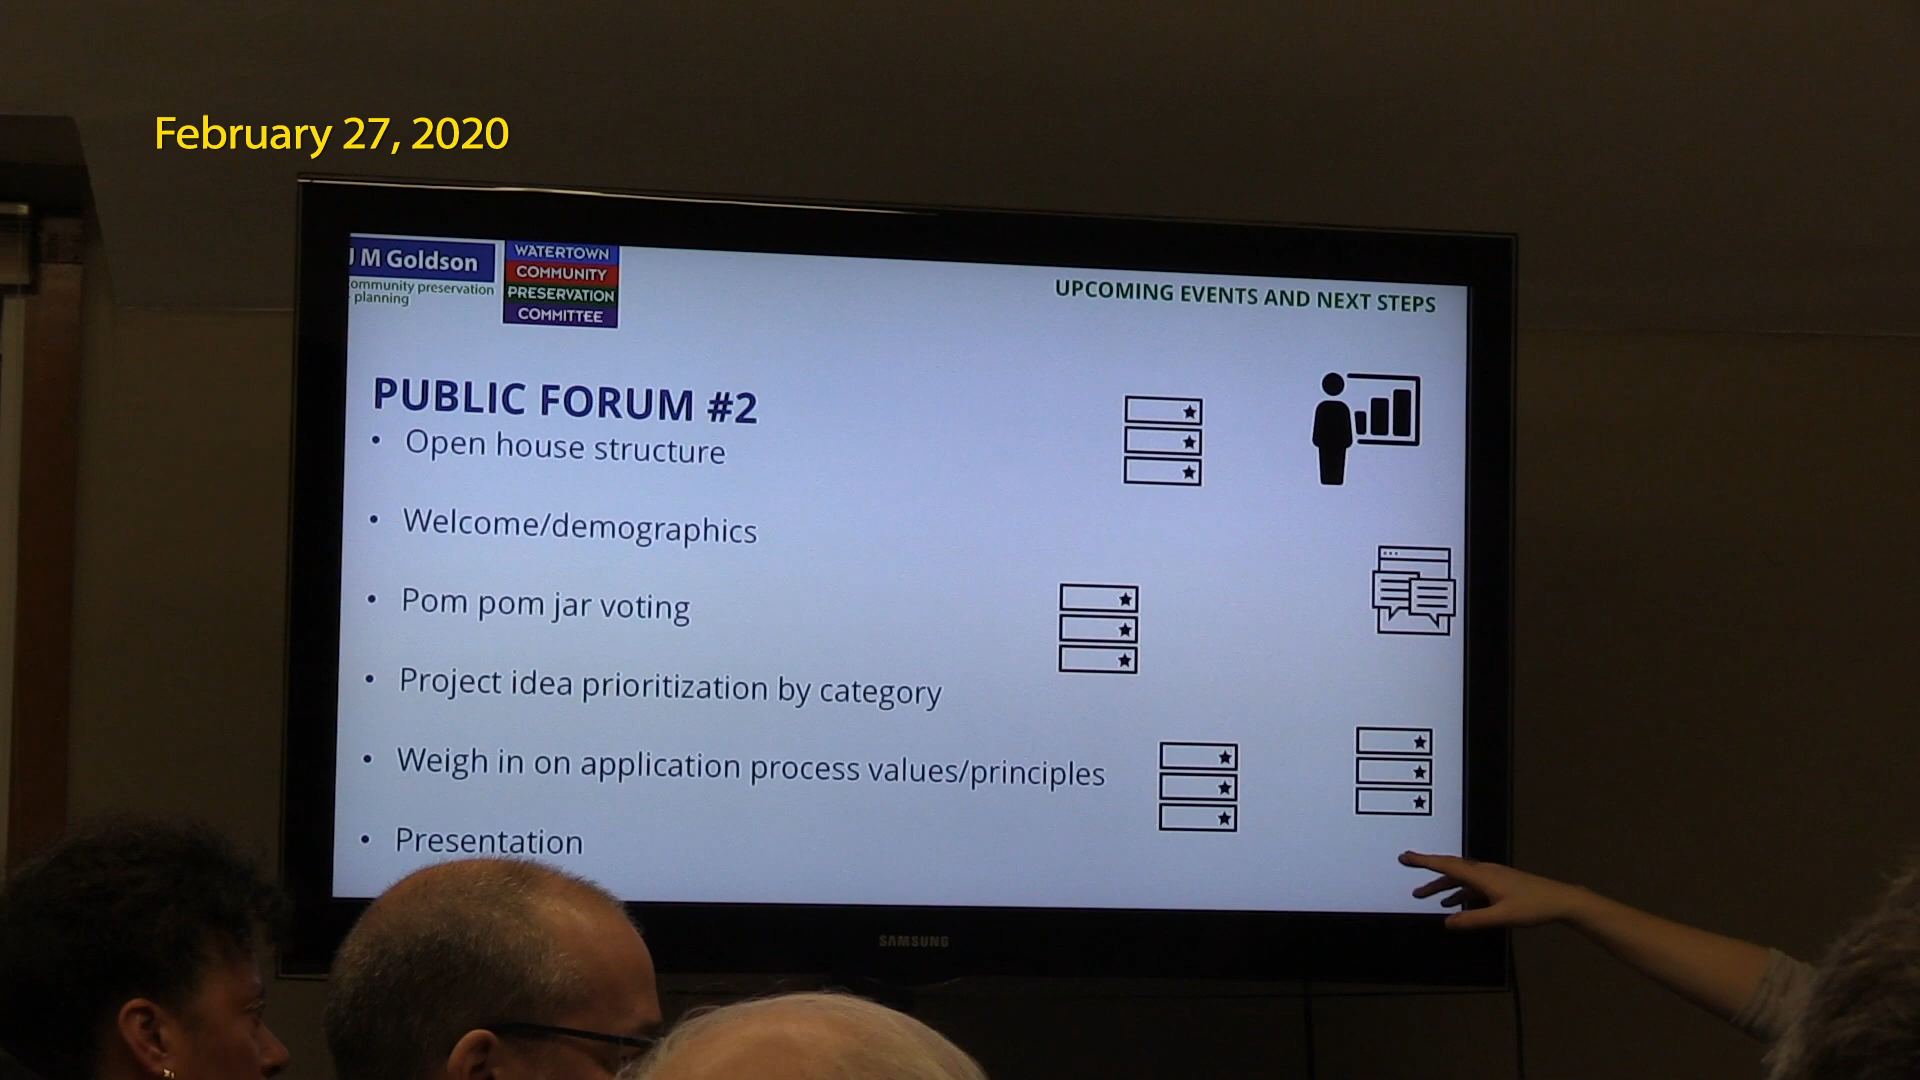 February 27, 2020
J M Goldson
ommunity preservation
planning
WATERTOWN
COMMUNITY
PRESERVATION
COMMITTEE
UPCOMING EVENTS AND NEXT STEPS
PUBLIC FORUM #2
• Open house structure
• Welcome/demographics
• Pom pom jar voting
• Project idea prioritization by category
• Weigh in on application process values/principles
• Presentation
SAMSUNG